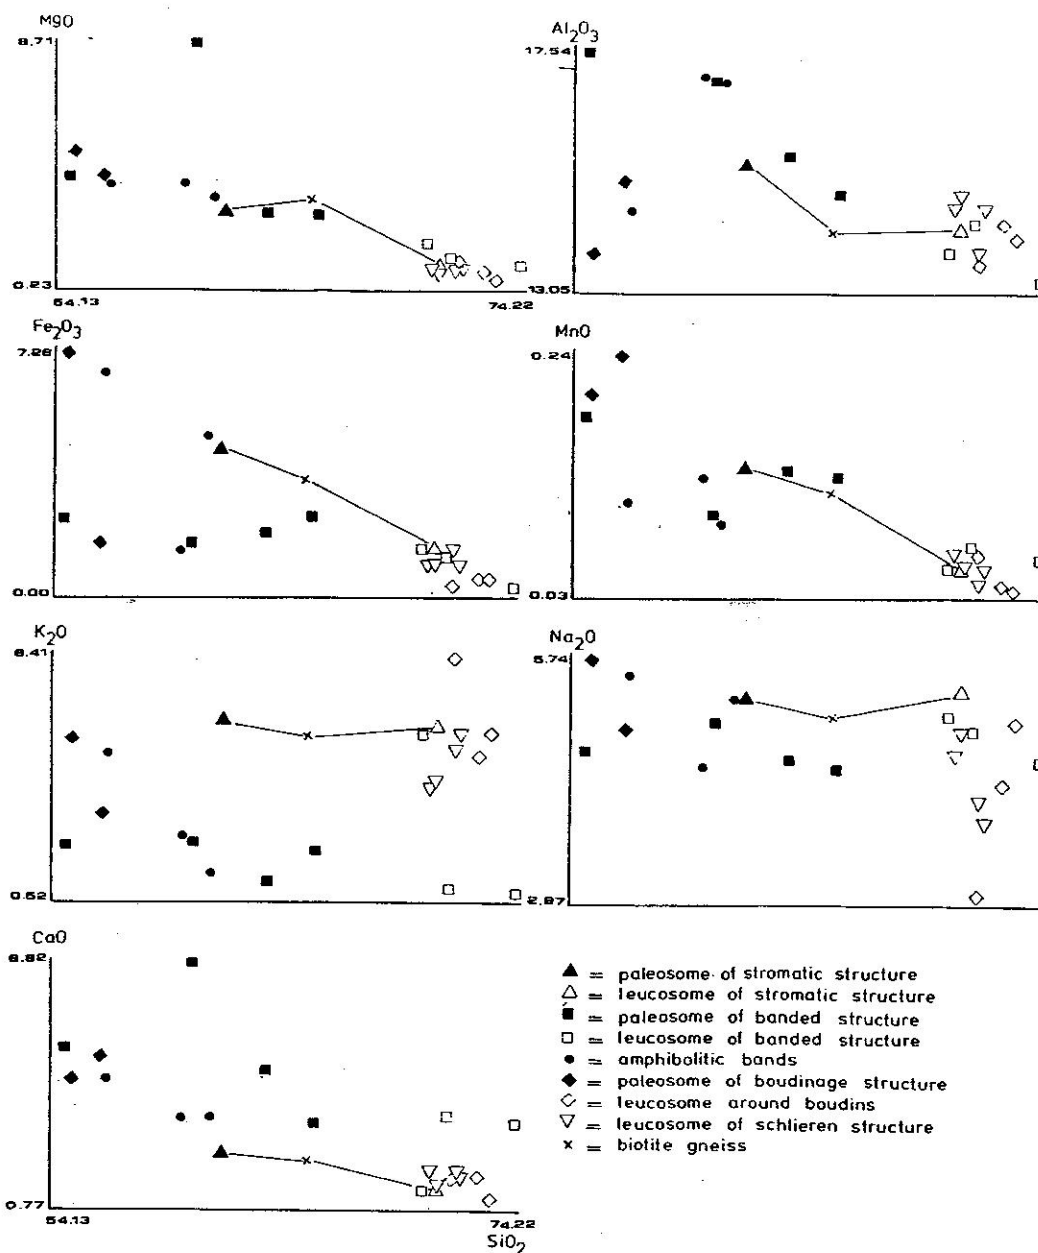 MgO
Al2O3
8.71
17.54
0.23
13.05
54.13
74.22
Fe2O3
MnO
7.28
0.24
0.00
0.03
K2O
Na2O
6.41
5.74
0.52
2.87
CaO
8.82
▲ = paleosome of stromatic structure
△ = leucosome of stromatic structure
■ = paleosome of banded structure
□ = leucosome of banded structure
● = amphibolitic bands
◆ = paleosome of boudinage structure
◇ = leucosome around boudins
▽ = leucosome of schlieren structure
× = biotite gneiss
0.77
54.13
74.22
SiO2